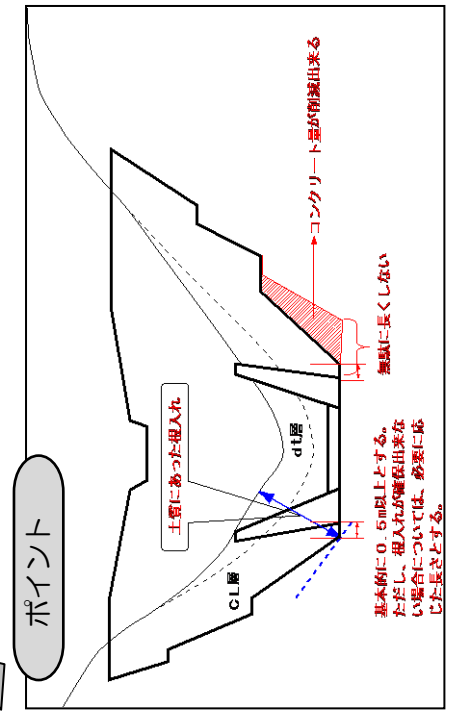 ポイント
コンクリート量が削減出来る
土質にあった根入れ
ＣＬ層
ｄｔ層
無駄に長くしない
基本的に０.５ｍ以上とする。
ただし、根入れが確保出来な
い場合については、必要に応
じた長さとする。